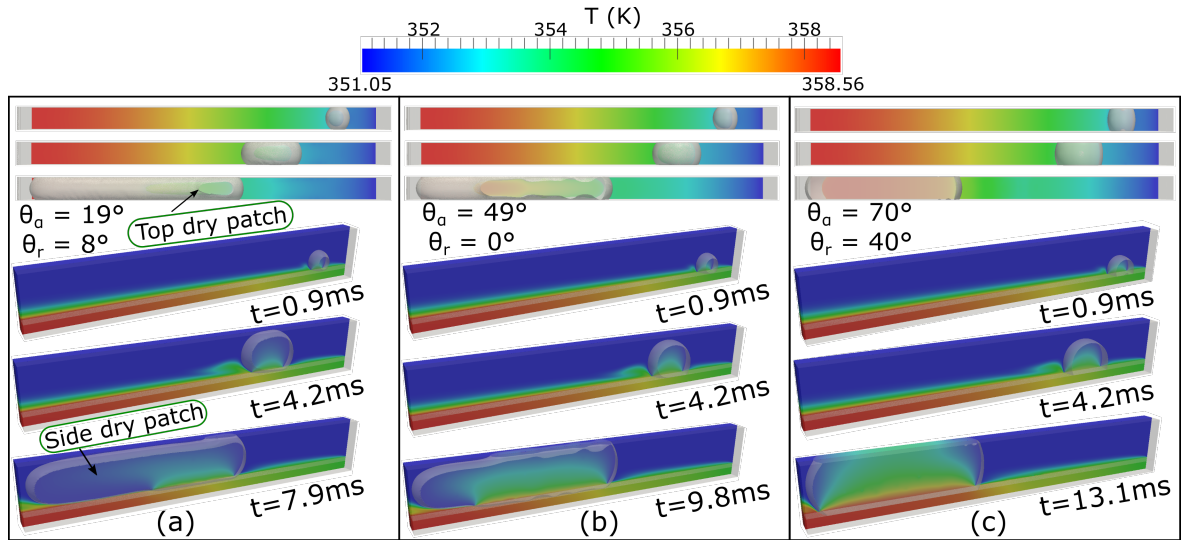 T (K)
352 354 356 358
351.05 358.56
θa = 19°
θr = 8°
Top dry patch
t=0.9ms
t=4.2ms
Side dry patch
t=7.9ms
(a)
θa = 49°
θr = 0°
t=0.9ms
t=4.2ms
t=9.8ms
(b)
θa = 70°
θr = 40°
t=0.9ms
t=4.2ms
t=13.1ms
(c)